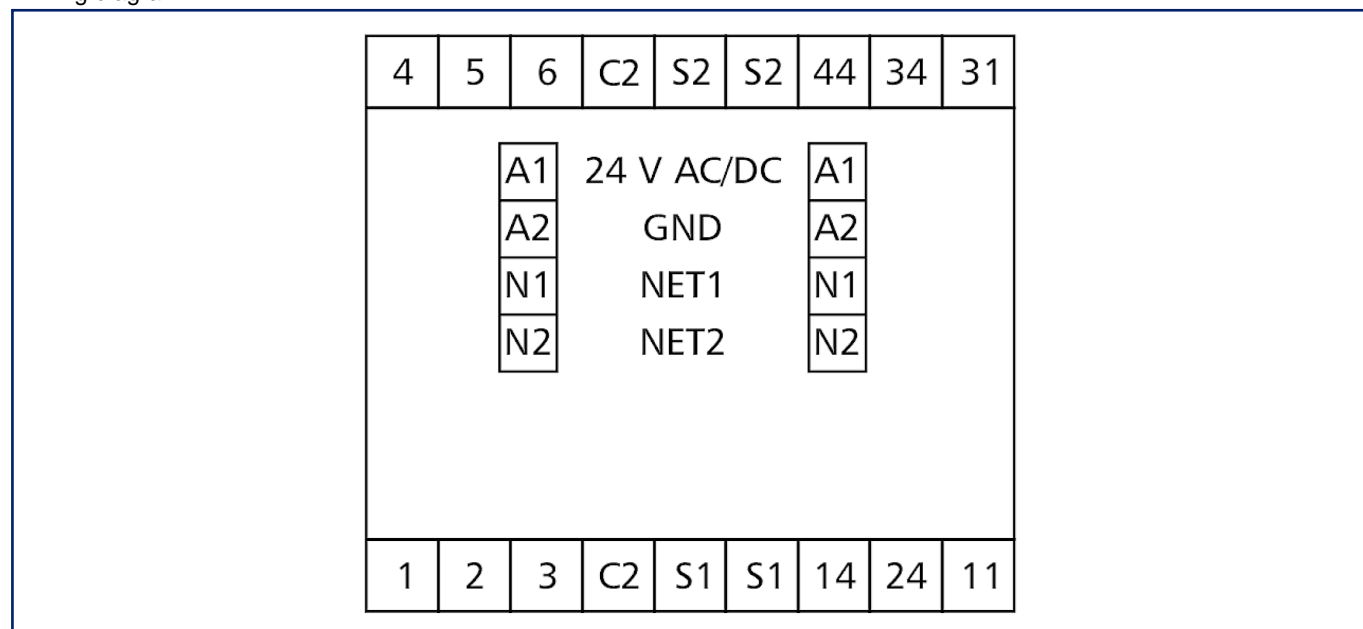 4 5 6 C2 S2 S2 44 34 31
A1 24 V AC/DC A1
A2 GND A2
N1 NET1 N1
N2 NET2 N2
1 2 3 C2 S1 S1 14 24 11